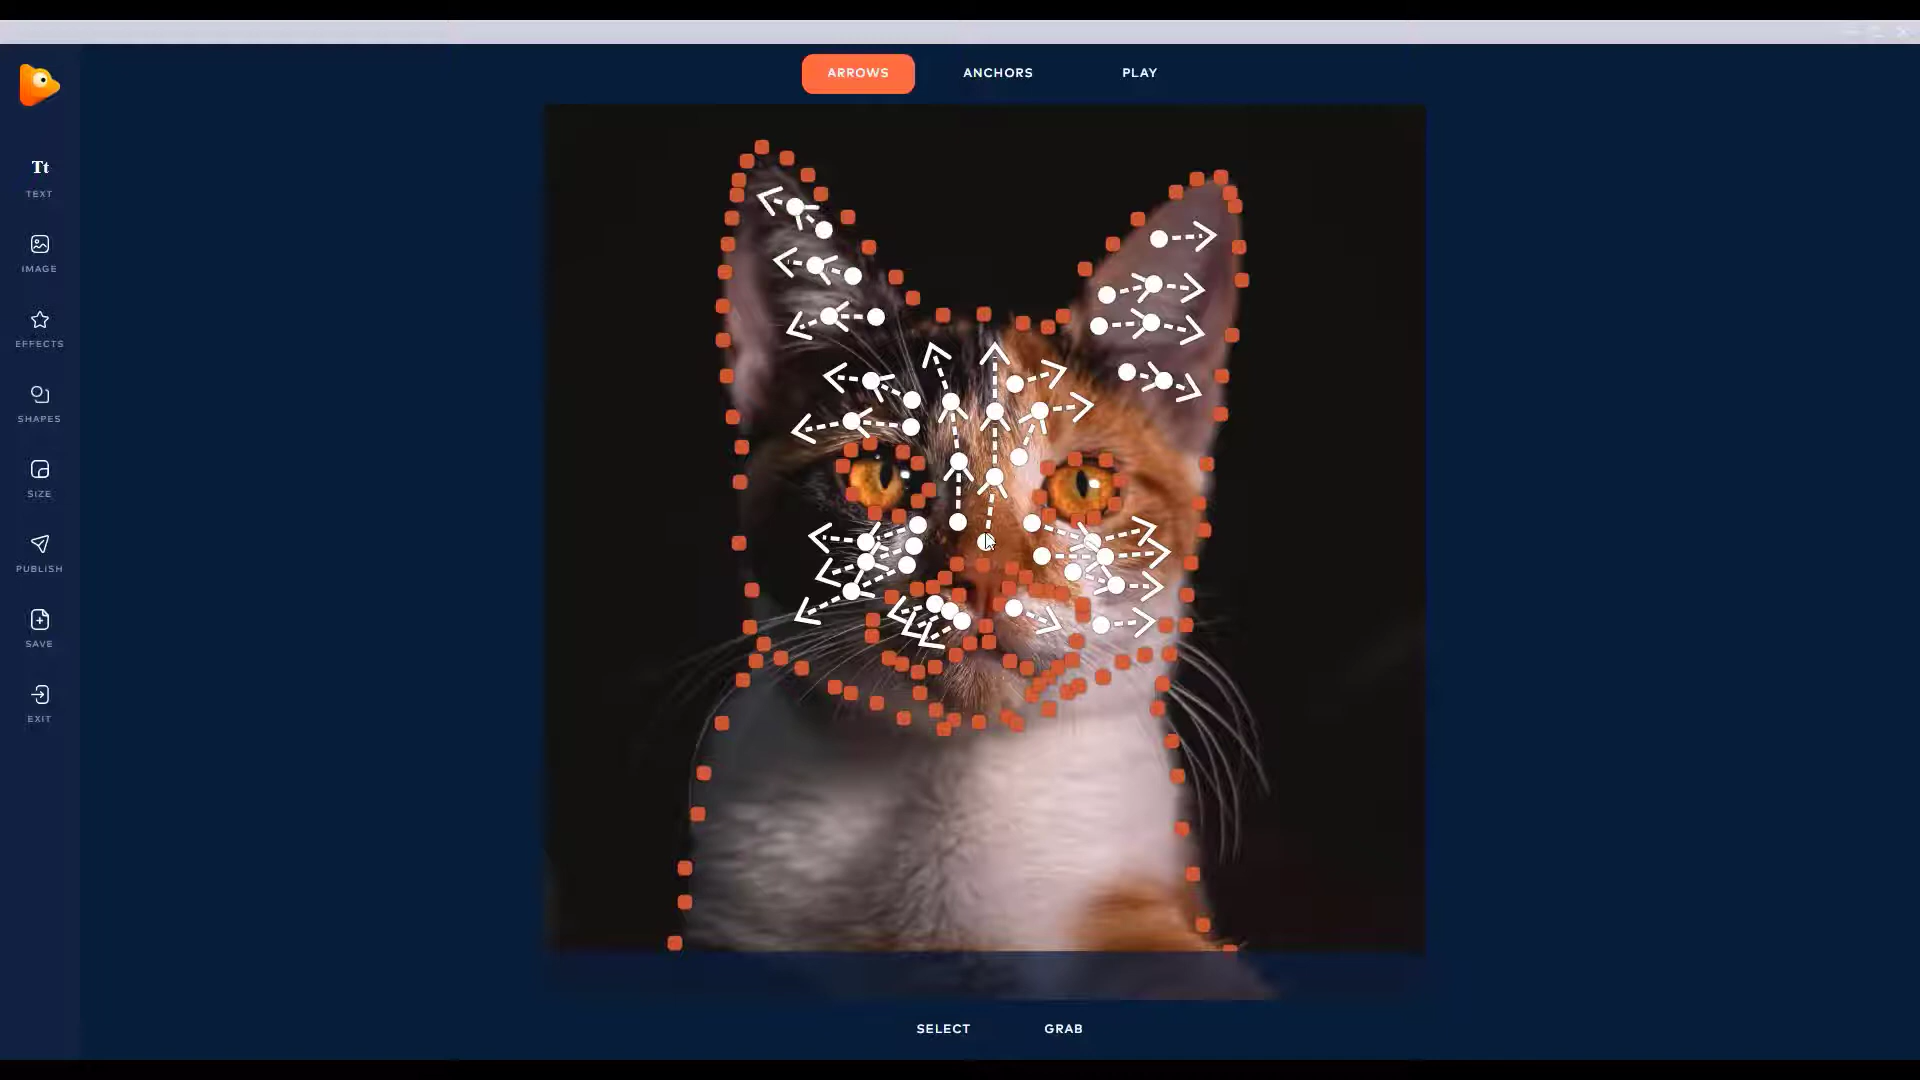 ARROWS
ANCHORS
PLAY
Tt
TEXT
IMAGE
EFFECTS
SHAPES
SIZE
PUBLISH
SAVE
EXIT
SELECT
GRAB